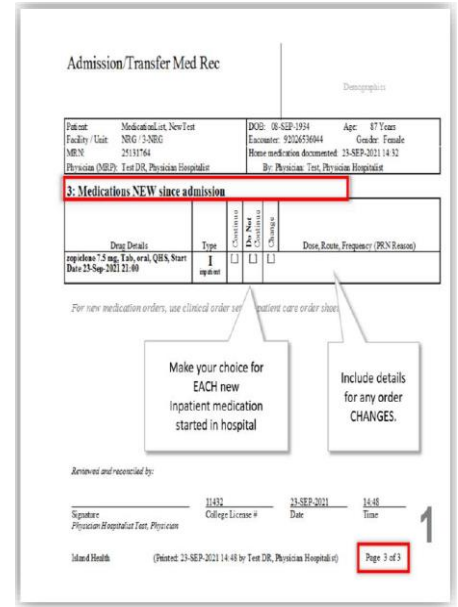 Admission/Transfer Med Rec
Demographics
Patient: MedicationList, NewTest DOB: 08-SEP-1934 Age: 87 Years
Facility / Unit: NRG / 3-NRG Encounter: 92026536044 Gender: Female
MRN: 25131764 Home medication documented: 23-SEP-2021 14:32
Physician (MRP): Test DR, Physician Hospitalist By: Physician: Test, Physician Hospitalist
3: Medications NEW since admission
Drug Details Type Continue Do Not Continue Change Dose, Route, Frequency (PRN Reason)
zopiclone 7.5 mg, Tab, oral, QHS, Start
Date 23-Sep-2021 21:00
I
inpatient
For new medication orders, use clinical order patient care order
Make your choice for
EACH new
Inpatient medication
started in hospital
Include details
for any order
CHANGES.
Reviewed and reconciled by:
11432 23-SEP-2021 14:48
Signature College License # Date Time
Physician Hospitalist Test, Physician
1
Island Health (Printed: 23-SEP-2021 14:48 by Test DR, Physician Hospitalist) Page 3 of 3